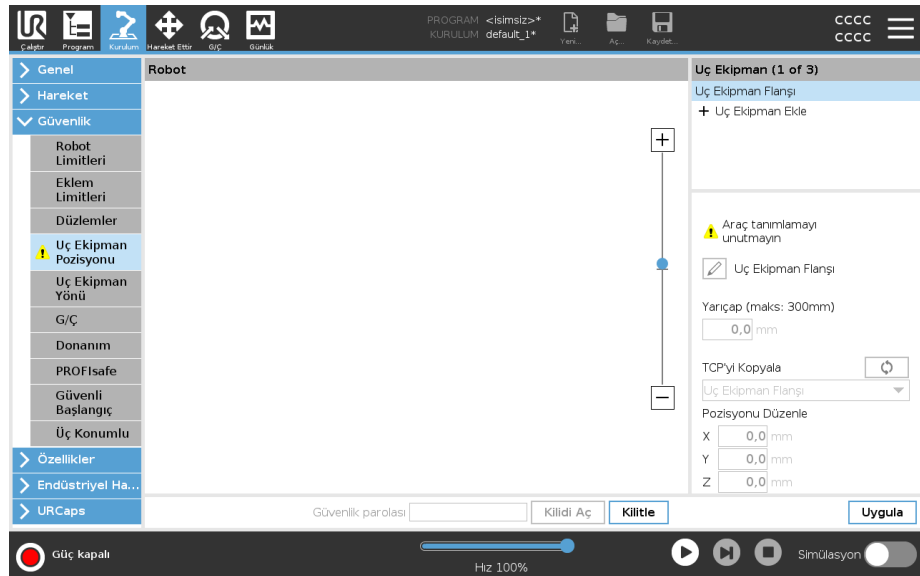 PROGRAM <isimsiz>*
KURULUM default_1*
Çalıştır
Program
Kurulum
Hareket Ettir
G/Ç
Günlük
Yeni...
Aç...
Kaydet...
cccc
cccc
Genel
Hareket
Güvenlik
Robot
Limitleri
Eklem
Limitleri
Düzlemler
Uç Ekipman
Pozisyonu
Uç Ekipman
Yönü
G/Ç
Donanım
PROFIsafe
Güvenli
Başlangıç
Üç Konumlu
Özellikler
Endüstriyel Ha...
URCaps
Robot
Uç Ekipman (1 of 3)
Uç Ekipman Flanşı
+ Uç Ekipman Ekle
Araç tanımlamayı
unutmayın
Uç Ekipman Flanşı
Yarıçap (maks: 300mm)
0,0 mm
TCP'yi Kopyala
Uç Ekipman Flanşı
Pozisyonu Düzenle
X 0,0 mm
Y 0,0 mm
Z 0,0 mm
Güvenlik parolası
Kilidi Aç
Kilitle
Uygula
Güç kapalı
Hız 100%
Simülasyon